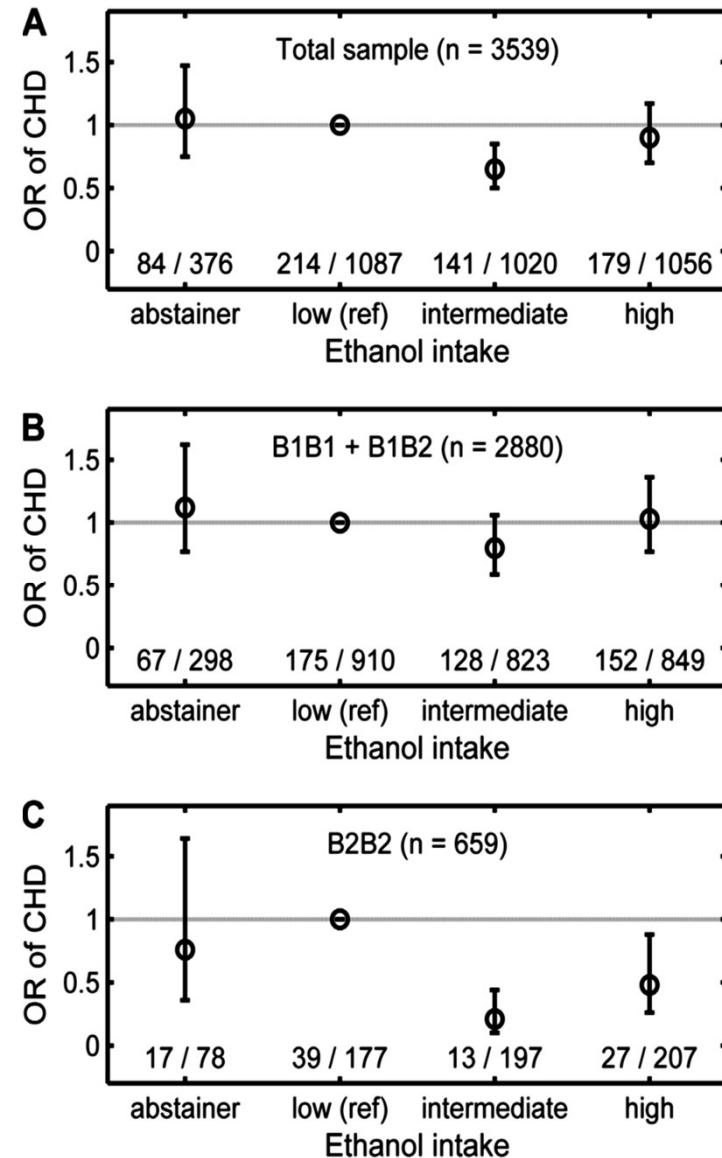 A
Total sample (n = 3539)
OR of CHD
1.5
1
0.5
0
84 / 376 214 / 1087 141 / 1020 179 / 1056
abstainer low (ref) intermediate high
Ethanol intake
B
B1B1 + B1B2 (n = 2880)
OR of CHD
1.5
1
0.5
0
67 / 298 175 / 910 128 / 823 152 / 849
abstainer low (ref) intermediate high
Ethanol intake
C
B2B2 (n = 659)
OR of CHD
1.5
1
0.5
0
17 / 78 39 / 177 13 / 197 27 / 207
abstainer low (ref) intermediate high
Ethanol intake